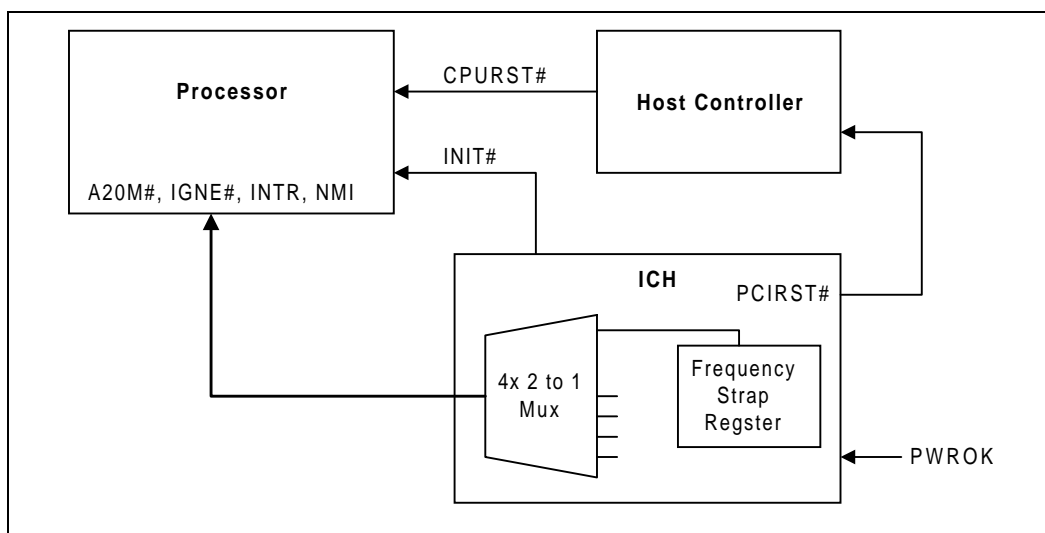 Processor
CPURST#
Host Controller
INIT#
A20M#, IGNE#, INTR, NMI
ICH
PCIRST#
4x 2 to 1
Mux
Frequency
Strap
Regster
PWROK